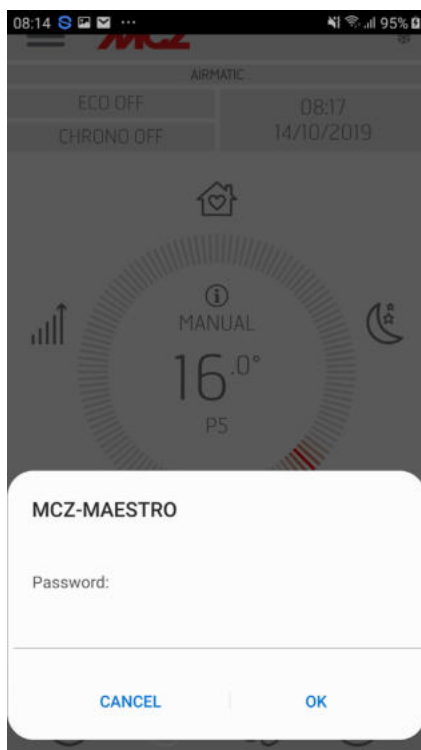 08:14 95%
MCZ
AIRMATIC
ECO OFF
CHRONO OFF
08:17
14/10/2019
MANUAL
16.0°
P5
MCZ-MAESTRO
Password:
CANCEL
OK